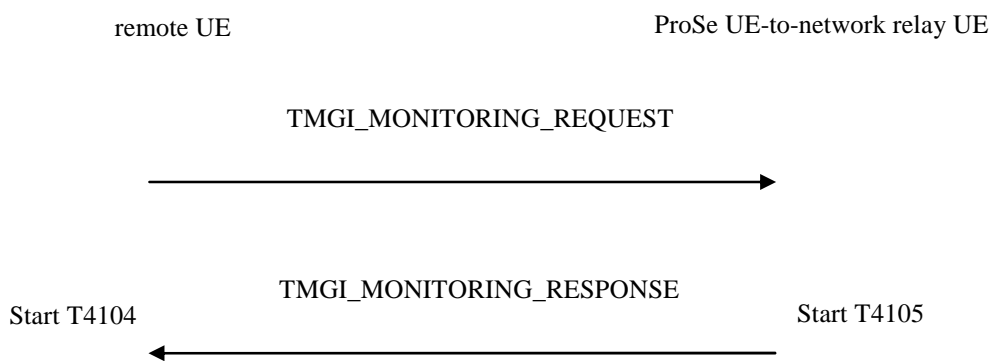 remote UE
ProSe UE-to-network relay UE
TMGI_MONITORING_REQUEST
TMGI_MONITORING_RESPONSE
Start T4104
Start T4105